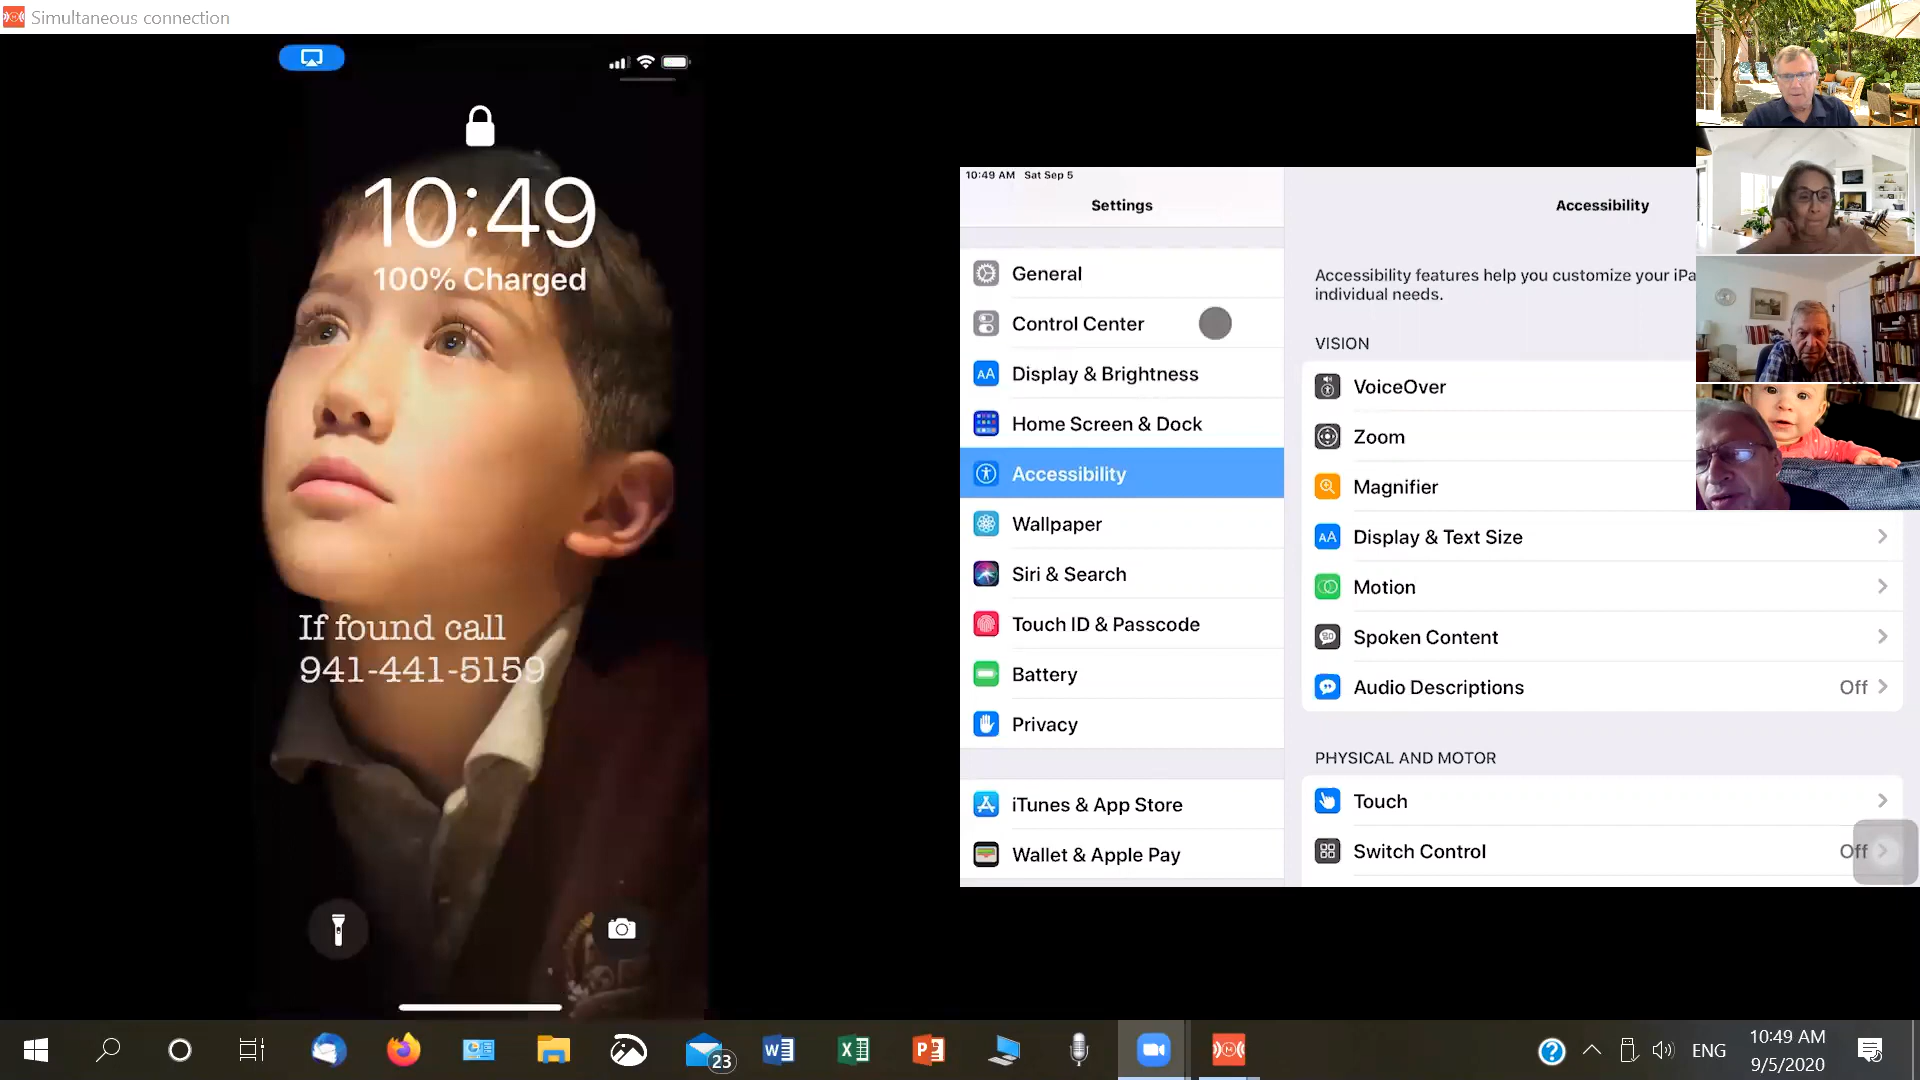 Simultaneous connection
10:49
100% Charged
If found call
941-441-5159
10:49 AM Sat Sep 5
Settings
General
Control Center
AA Display & Brightness
Home Screen & Dock
Accessibility
Wallpaper
Siri & Search
Touch ID & Passcode
Battery
Privacy
iTunes & App Store
Wallet & Apple Pay
Accessibility
Accessibility features help you customize your iPa
individual needs.
VISION
VoiceOver
Zoom
Magnifier
AA Display & Text Size
Motion
Spoken Content
Audio Descriptions Off
PHYSICAL AND MOTOR
Touch
Switch Control Off
23
ENG
10:49 AM
9/5/2020